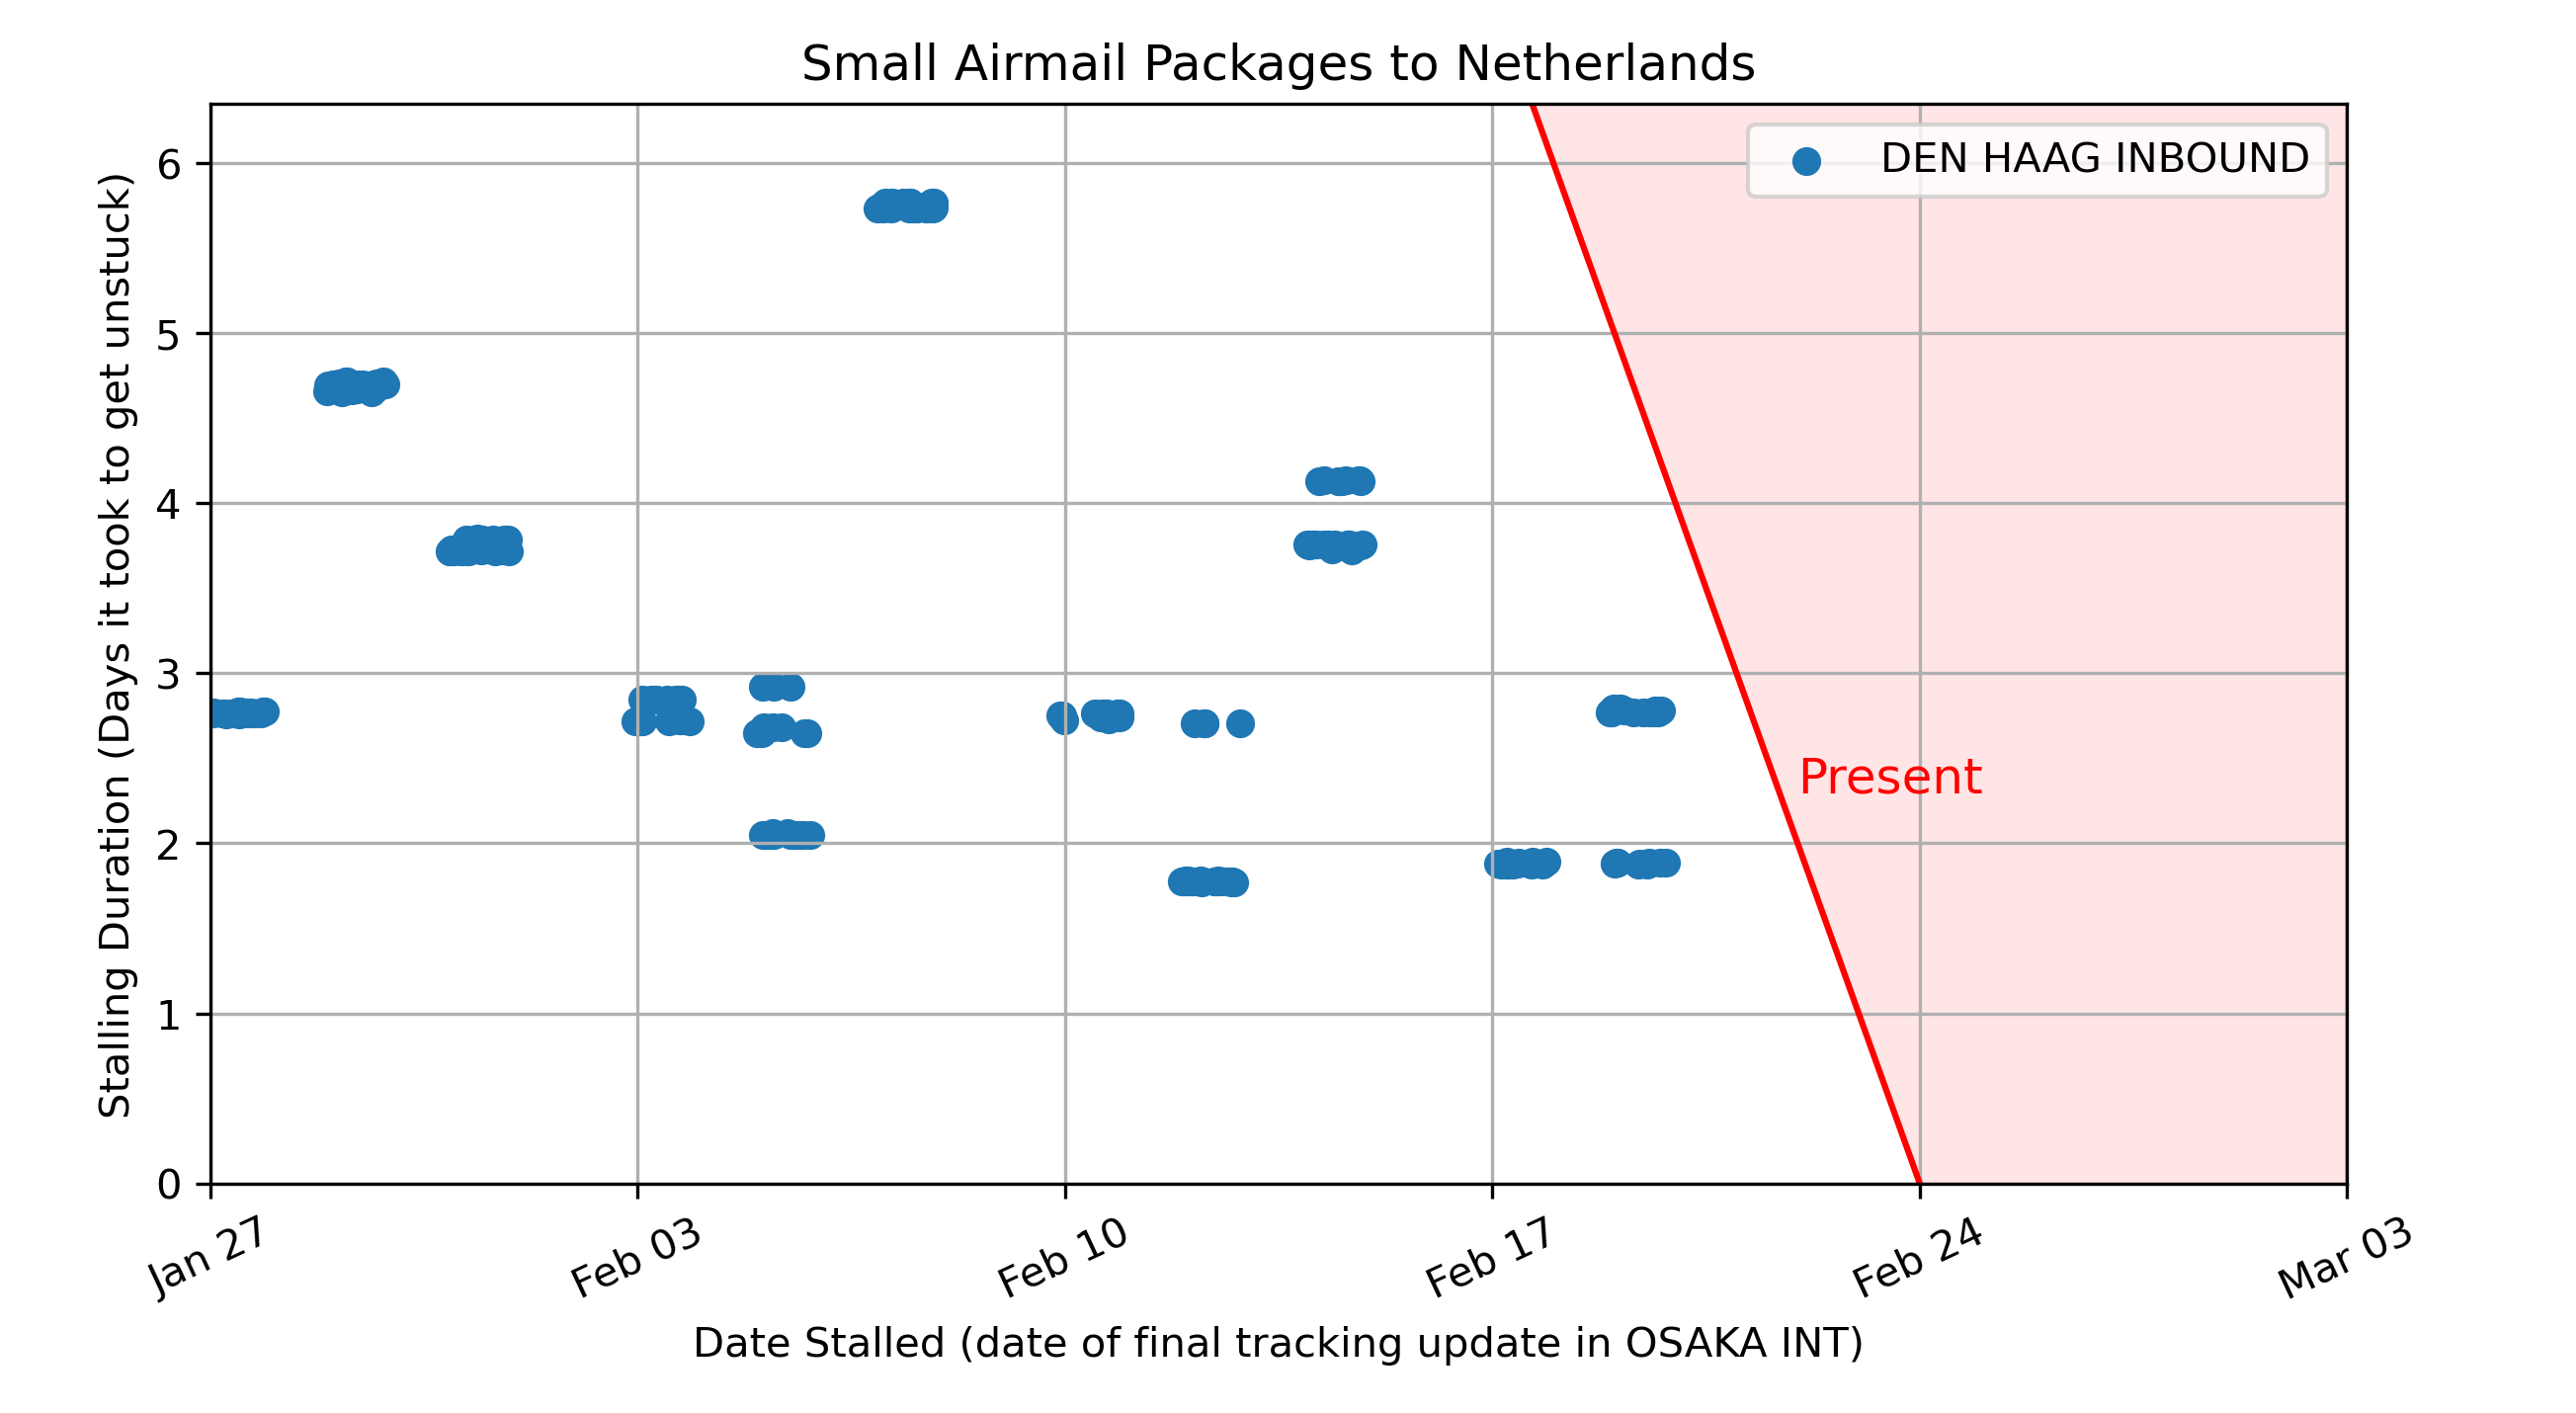 Small Airmail Packages to Netherlands
DEN HAAG INBOUND
Stalling Duration (Days it took to get unstuck)
6
5
4
3
2
1
0
Present
Jan 27
Feb 03
Feb 10
Feb 17
Feb 24
Mar 03
Date Stalled (date of final tracking update in OSAKA INT)